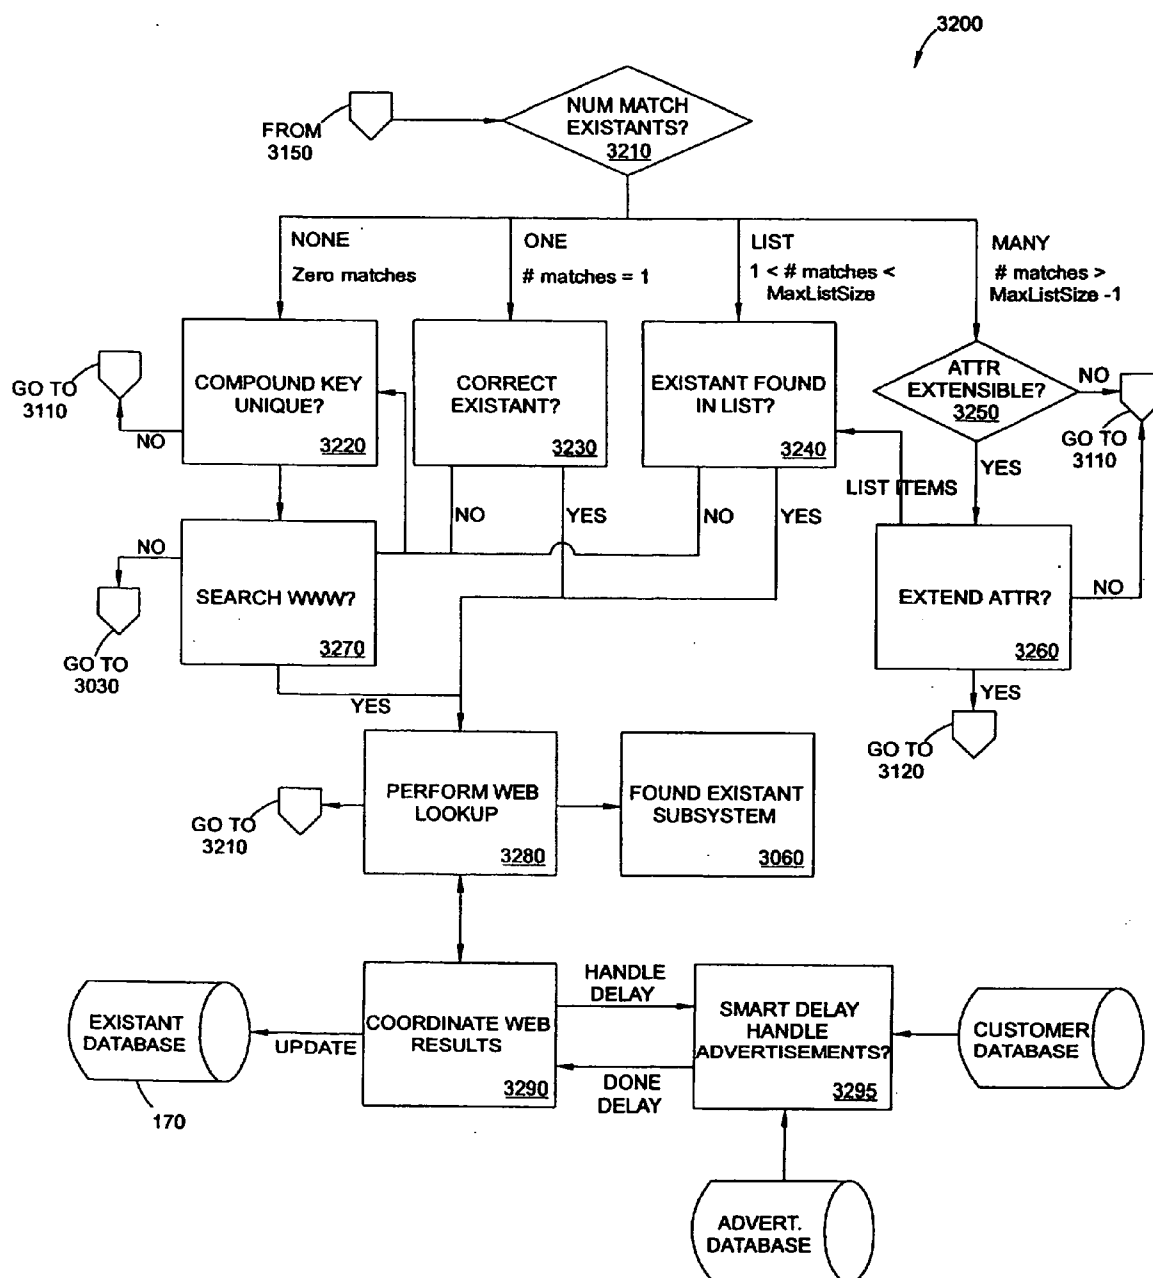 3200
NUM MATCH
EXISTANTS?
3210
FROM
3150
NONE
Zero matches
ONE
# matches = 1
LIST
1 < # matches <
MaxListSize
MANY
# matches >
MaxListSize -1
GO TO
3110
NO
COMPOUND KEY
UNIQUE?
3220
CORRECT
EXISTANT?
3230
EXISTANT FOUND
IN LIST?
3240
ATTR
EXTENSIBLE?
3250
NO
GO TO
3110
YES
LIST ITEMS
NO
YES
NO
YES
NO
SEARCH WWW?
3270
GO TO
3030
YES
EXTEND ATTR?
3260
NO
YES
GO TO
3120
PERFORM WEB
LOOKUP
3280
GO TO
3210
FOUND EXISTANT
SUBSYSTEM
3060
EXISTANT
DATABASE
170
UPDATE
COORDINATE WEB
RESULTS
3290
HANDLE
DELAY
DONE
DELAY
SMART DELAY
HANDLE
ADVERTISEMENTS?
3295
CUSTOMER
DATABASE
ADVERT.
DATABASE